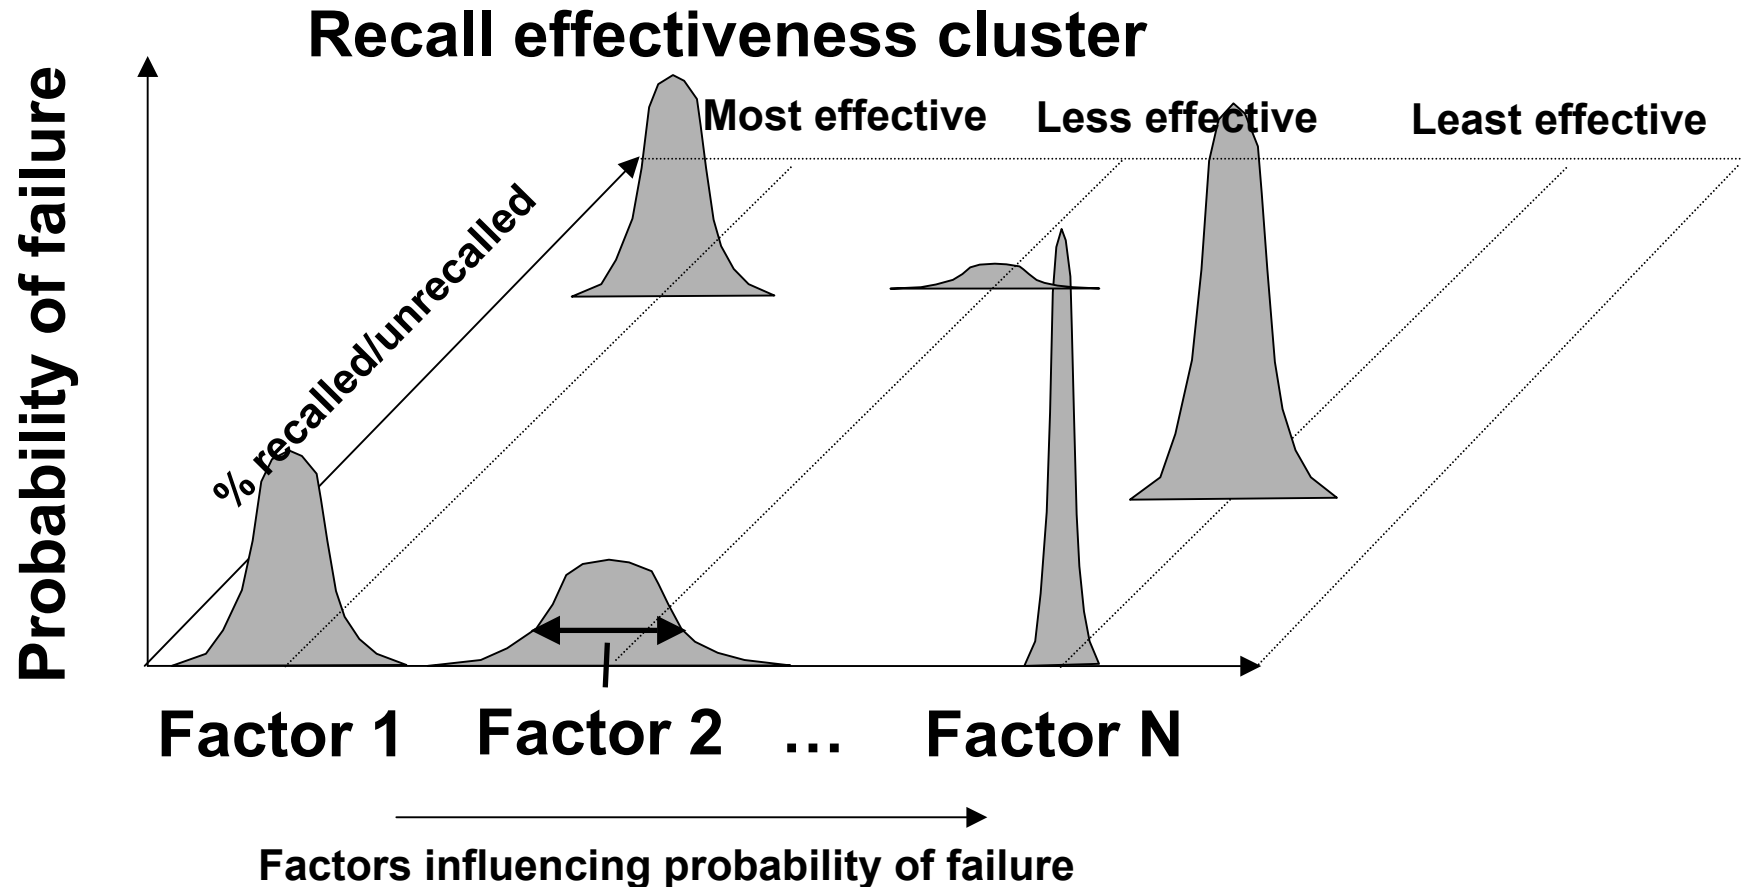 Recall effectiveness cluster
Most effective
Less effective
Least effective
Probability of failure
% recalled/unrecalled
Factor 1
Factor 2
…
Factor N
Factors influencing probability of failure